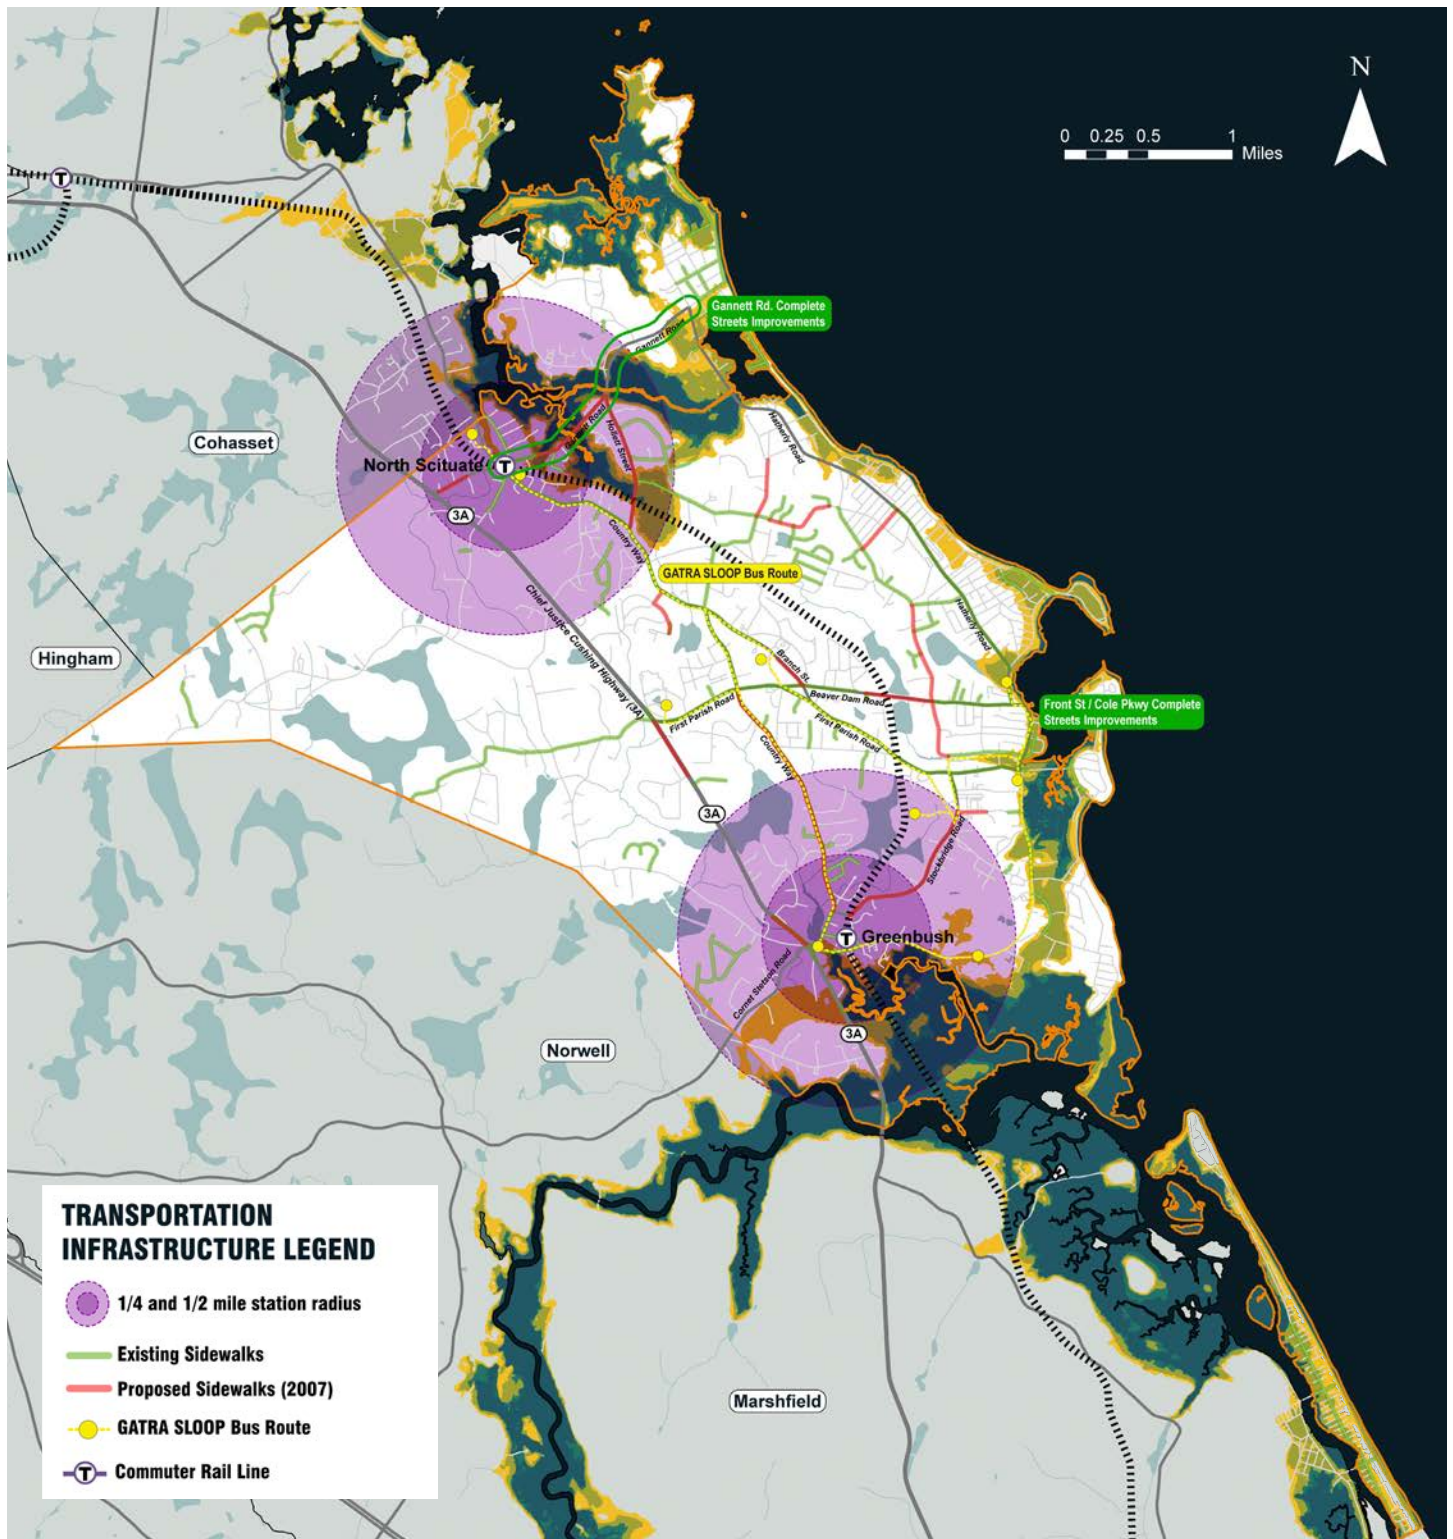 N
0 0.25 0.5 1
Miles
Gannett Rd. Complete
Streets Improvements
Gannett Road
Cohasset
Gannett Road
Hollett Street
Hatherly Road
North Scituate
T
T
3A
Country Way
GATRA SLOOP Bus Route
Chief Justice Cushing Highway (3A)
Hatherly Road
Hingham
Branch St.
Beaver Dam Road
First Parish Road
First Parish Road
Front St / Cole Pkwy Complete
Streets Improvements
Country Way
3A
Stockbridge Road
T
Greenbush
Cornet Stetson Road
3A
Norwell
Marshfield
TRANSPORTATION
INFRASTRUCTURE LEGEND
1/4 and 1/2 mile station radius
Existing Sidewalks
Proposed Sidewalks (2007)
GATRA SLOOP Bus Route
T
Commuter Rail Line